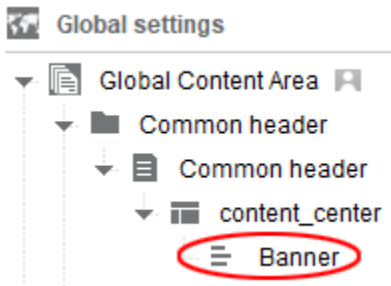 Global settings
Global Content Area
Common header
Common header
content_center
Banner